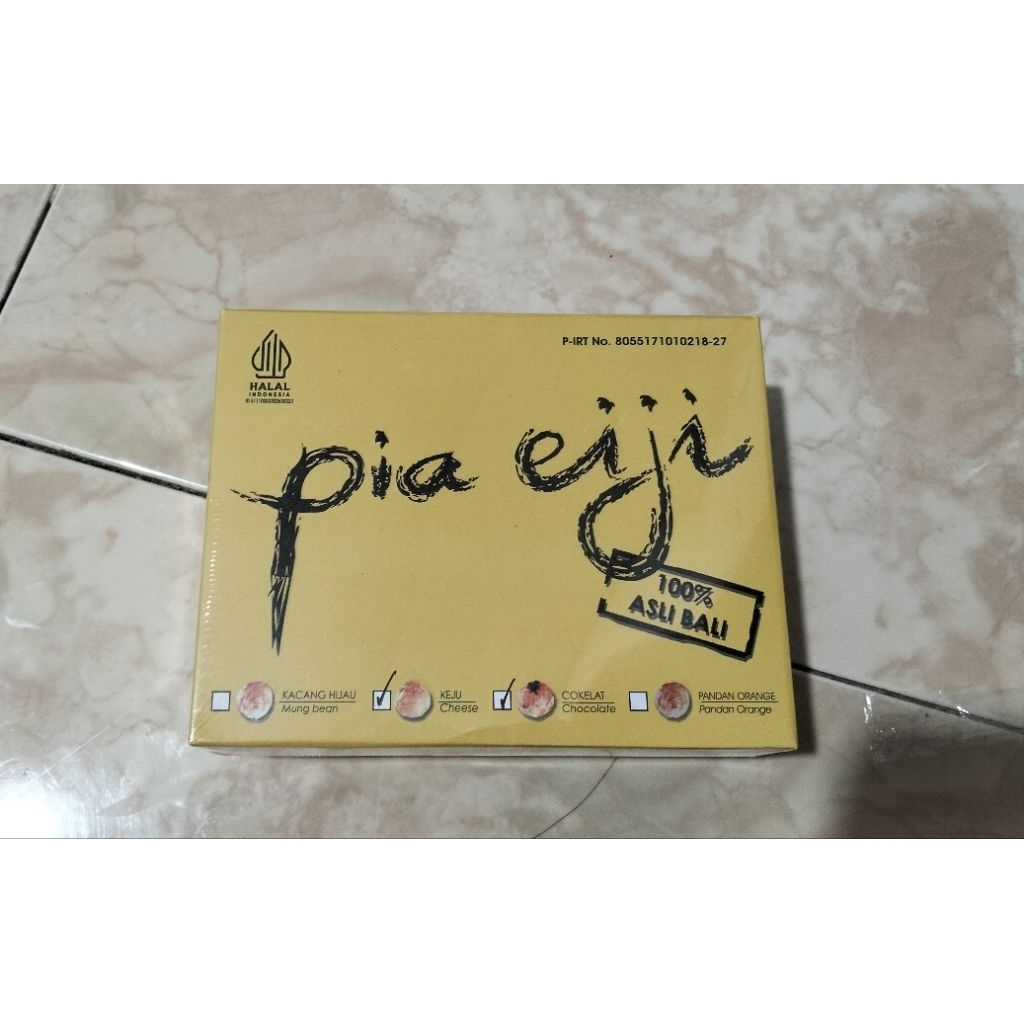 HALAL
INDONESIA
P-IRT No. 8055171010218-27
pia eiji
100%
ASLI BALI
KACANG HIJAU
Mung bean
KEJU
Cheese
COKELAT
Chocolate
PANDAN ORANGE
Pandan Orange